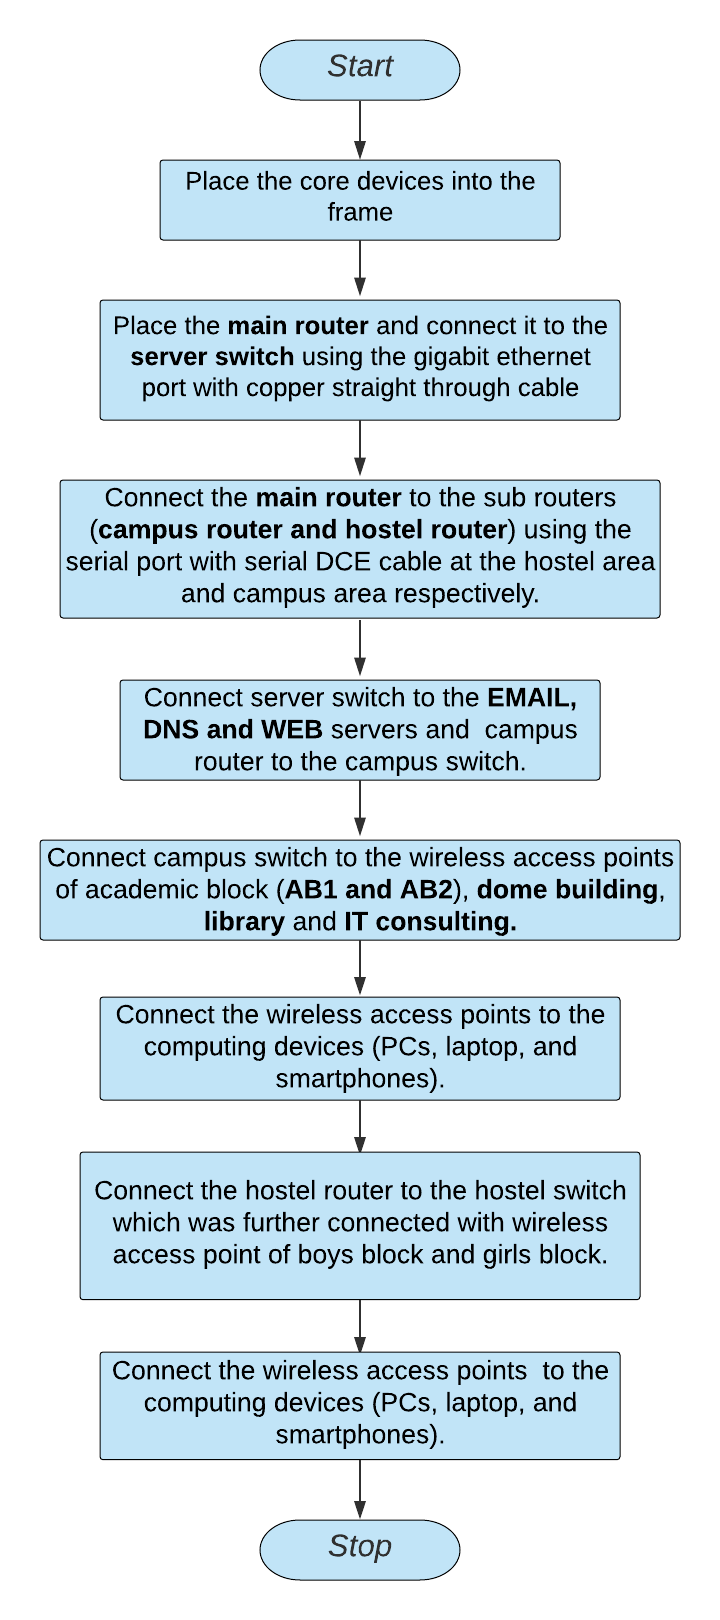 Start
Place the core devices into the
frame
Place the main router and connect it to the
server switch using the gigabit ethernet
port with copper straight through cable
Connect the main router to the sub routers
(campus router and hostel router) using the
serial port with serial DCE cable at the hostel area
and campus area respectively.
Connect server switch to the EMAIL,
DNS and WEB servers and  campus
router to the campus switch.
Connect campus switch to the wireless access points
of academic block (AB1 and AB2), dome building,
library and IT consulting.
Connect the wireless access points to the
computing devices (PCs, laptop, and
smartphones).
Connect the hostel router to the hostel switch
which was further connected with wireless
access point of boys block and girls block.
Connect the wireless access points  to the
computing devices (PCs, laptop, and
smartphones).
Stop